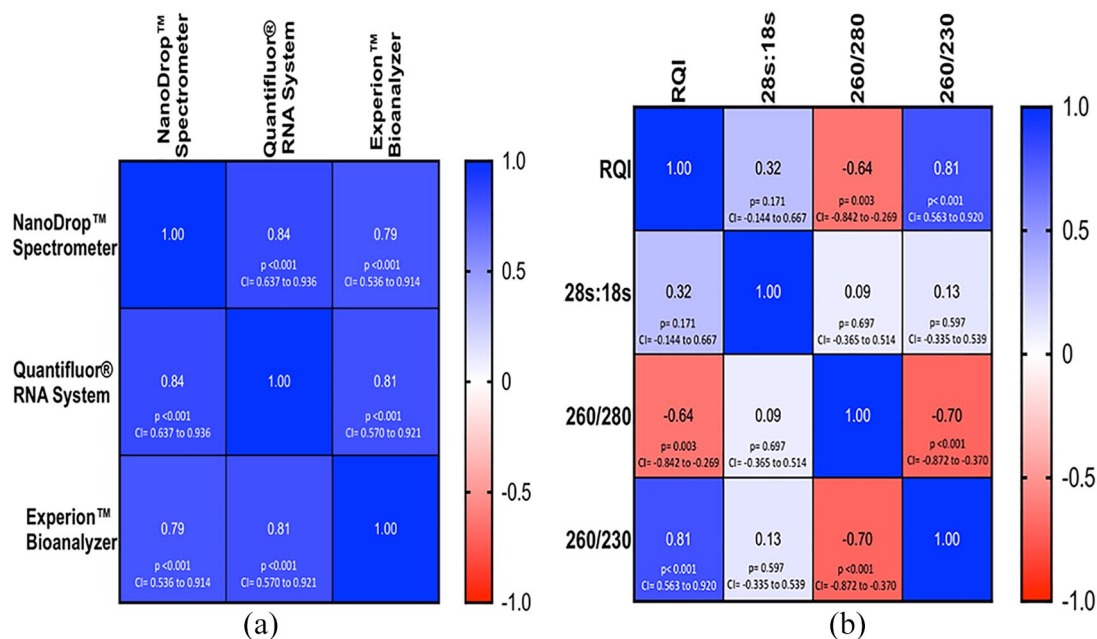 NanoDrop™
Spectrometer
Quantifluor®
RNA System
Experion™
Bioanalyzer
NanoDrop™
Spectrometer
1.00
0.84
p <0.001
CI= 0.637 to 0.936
0.79
p <0.001
CI= 0.536 to 0.914
Quantifluor®
RNA System
0.84
p <0.001
CI= 0.637 to 0.936
1.00
0.81
p <0.001
CI= 0.570 to 0.921
Experion™
Bioanalyzer
0.79
p <0.001
CI= 0.536 to 0.914
0.81
p <0.001
CI= 0.570 to 0.921
1.00
1.0
0.5
0
-0.5
-1.0
(a)
RQI
28s:18s
260/280
260/230
RQI
1.00
0.32
p= 0.171
CI= -0.144 to 0.667
-0.64
p= 0.003
CI= -0.842 to -0.269
0.81
p< 0.001
CI= 0.563 to 0.920
28s:18s
0.32
p= 0.171
CI= -0.144 to 0.667
1.00
0.09
p= 0.697
CI= -0.365 to 0.514
0.13
p= 0.597
CI= -0.335 to 0.539
260/280
-0.64
p= 0.003
CI= -0.842 to -0.269
0.09
p= 0.697
CI= -0.365 to 0.514
1.00
-0.70
p <0.001
CI= -0.872 to -0.370
260/230
0.81
p< 0.001
CI= 0.563 to 0.920
0.13
p= 0.597
CI= -0.335 to 0.539
-0.70
p <0.001
CI= -0.872 to -0.370
1.00
1.0
0.5
0
-0.5
-1.0
(b)